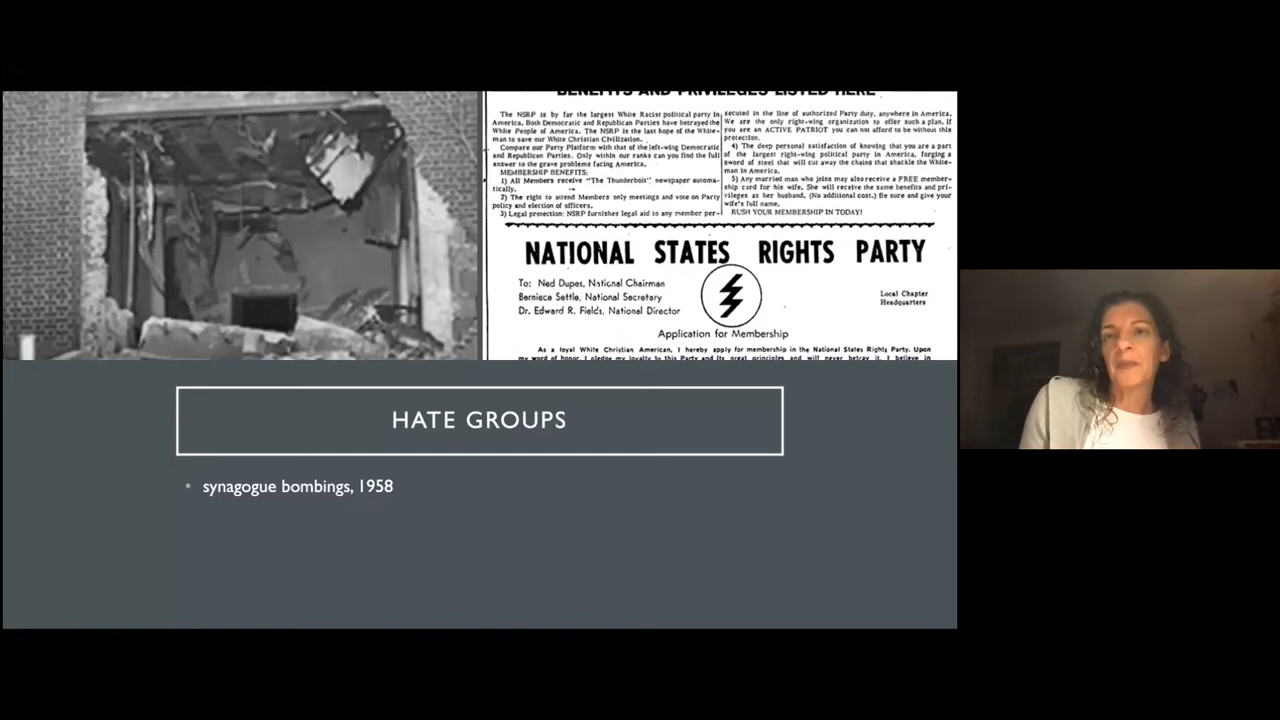 BENEFITS AND PRIVILEGES LISTED HERE
The NSRP is by far the largest White Racist political party in
America. Both Democratic and Republican Parties have betrayed the
White People of America. The NSRP is the last hope of the White-
man to save our White Christian Civilization.
Compare our Party Platform with that of the left-wing Democratic
and Republican Parties. Only within our ranks can you find the full
answer to the grave problems facing America.
MEMBERSHIP BENEFITS:
1) All Members receive "The Thunderbolt" newspaper automa-
tically.
2) The right to attend Members only meetings and vote on Party
policy and election of officers.
3) Legal protection: NSRP furnishes legal aid to any member per-
secuted in the line of authorized Party duty, anywhere in America.
We are the only right-wing organization to offer such a plan. If
you are an ACTIVE PATRIOT you can not afford to be without this
protection.
4) The deep personal satisfaction of knowing that you are a part
of the largest right-wing political party in America, forging a
sword of steel that will cut away the chains that shackle the White-
man in America.
5) Any married man who joins may also receive a FREE member-
ship card for his wife. She will receive the same benefits and pri-
vileges as her husband. (No additional cost.) Be sure and give your
wife's full name.
RUSH YOUR MEMBERSHIP IN TODAY!
NATIONAL STATES RIGHTS PARTY
To: Ned Dupes, National Chairman
Berniece Settle, National Secretary
Dr. Edward R. Fields, National Director
Local Chapter
Headquarters
Application for Membership
As a loyal White Christian American, I hereby apply for membership in the National States Rights Party. Upon
my word of honor, I pledge my loyalty to this Party and its great principles and will never betray it. I believe in
HATE GROUPS
• synagogue bombings, 1958